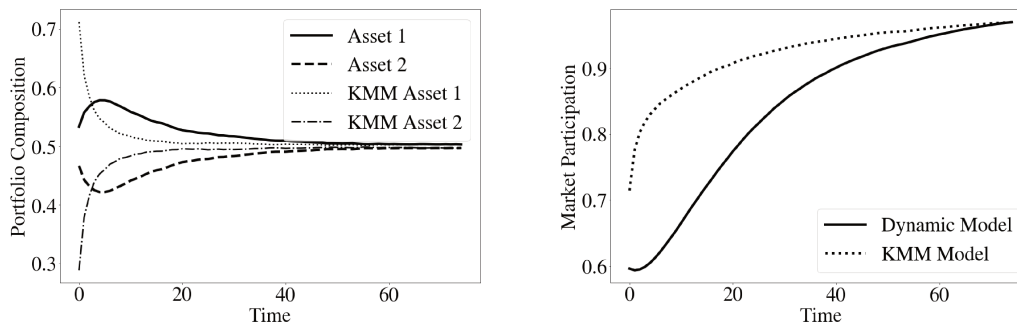 Portfolio Composition
0.7
0.6
0.5
0.4
0.3
Asset 1
Asset 2
KMM Asset 1
KMM Asset 2
0
20
40
60
Time
Market Participation
0.9
0.8
0.7
0.6
Dynamic Model
KMM Model
0
20
40
60
Time